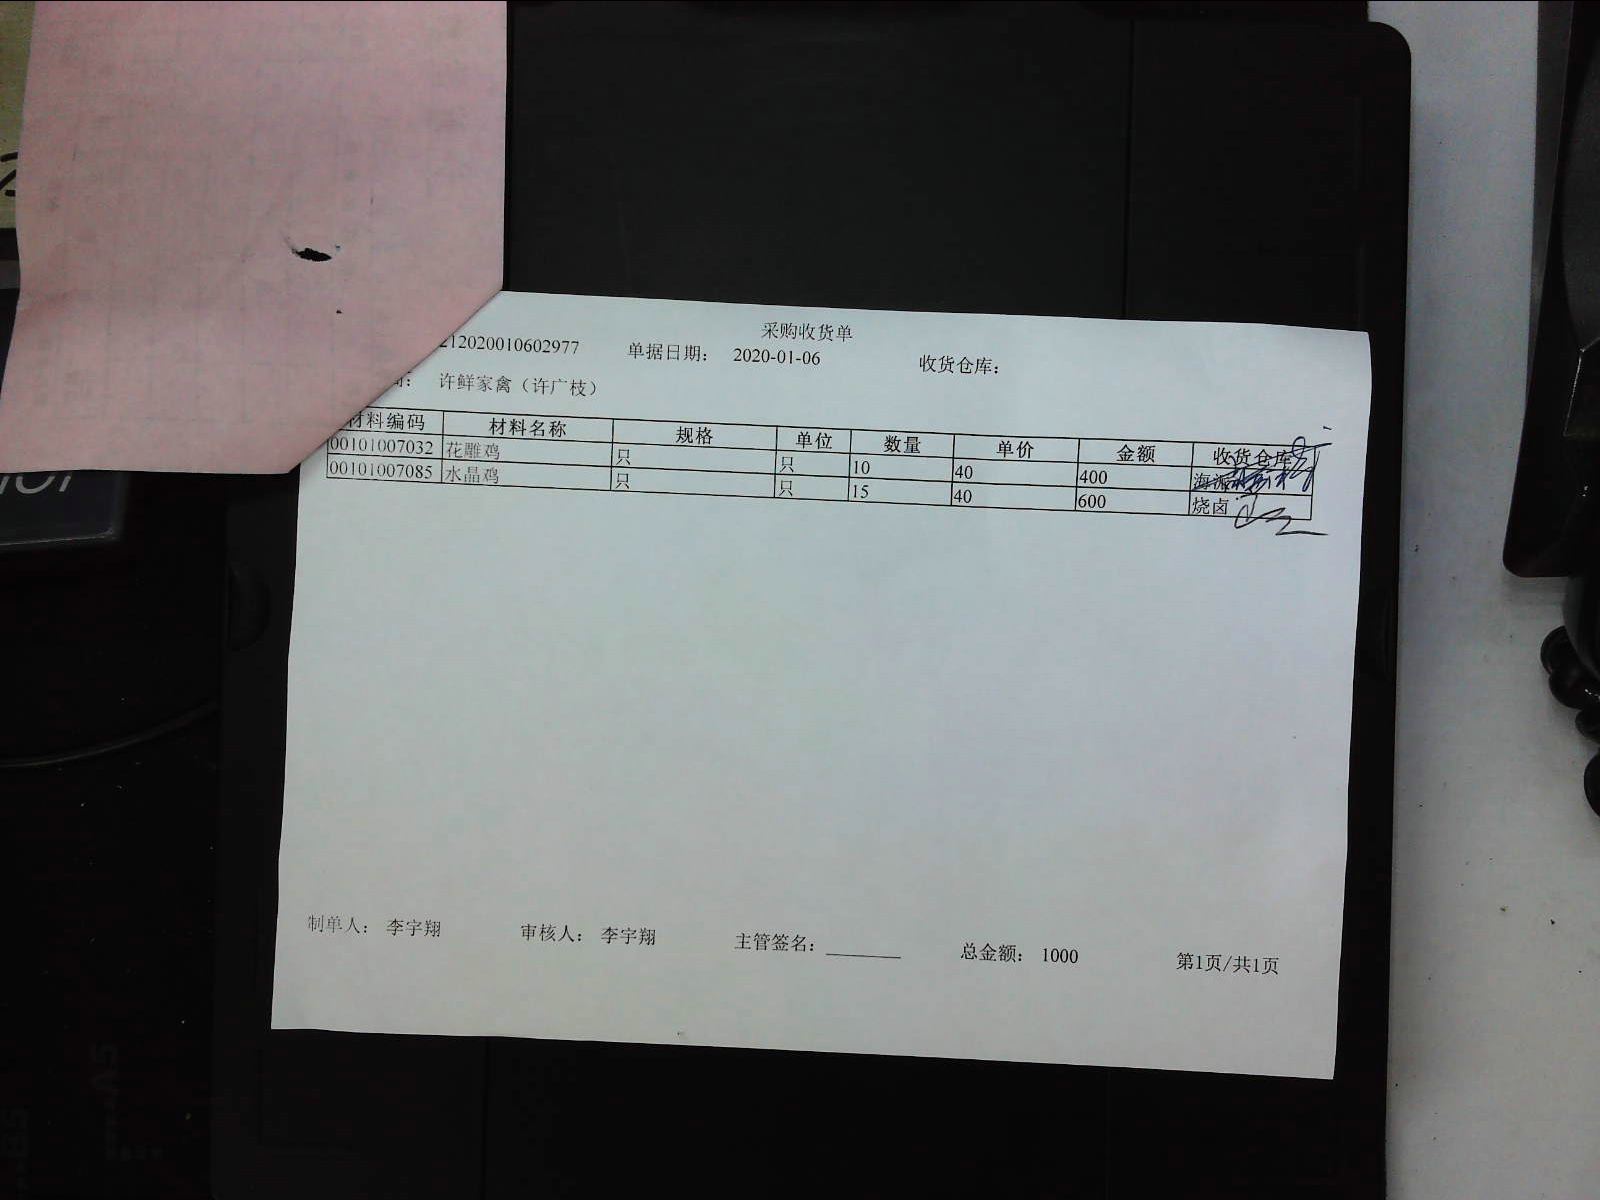 采购收货单
212020010602977 单据日期： 2020-01-06 收货仓库：
许鲜家禽（许广枝）
材料编码 材料名称 规格 单位 数量 单价 金额 收货仓库
00101007032 花雕鸡 只 只 10 40 400 海派
00101007085 水晶鸡 只 只 15 40 600 烧卤
制单人： 李宇翔 审核人： 李宇翔 主管签名： 总金额： 1000 第1页/共1页